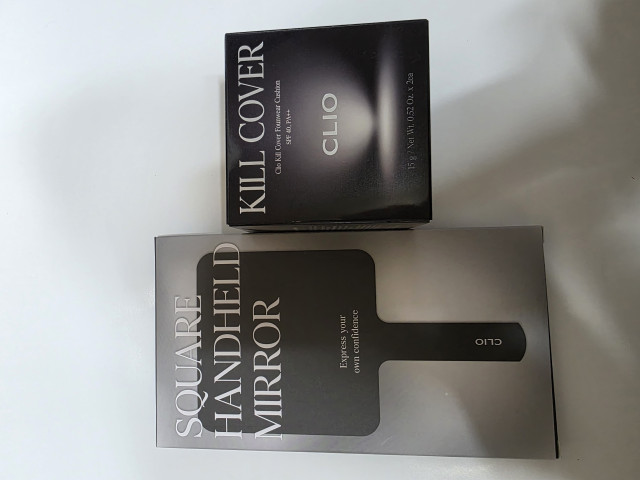 KILL COVER
Clio Kill Cover Founwear Cushion
SPF 40, PA++
CLIO
15 g / Net Wt. 0.52 Oz. x 2ea
SQUARE
HANDHELD
MIRROR
Express your
own confidence
CLIO